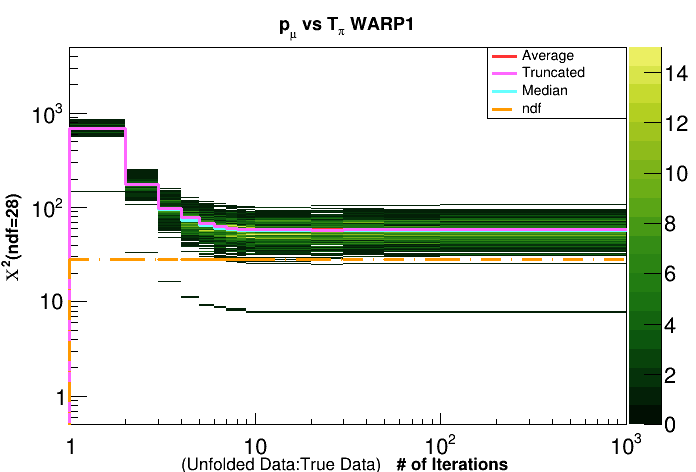 p_μ vs T_π WARP1
Average
Truncated
Median
ndf
χ²(ndf=28)
10³
10²
10
1
1
10
10²
10³
14
12
10
8
6
4
2
0
(Unfolded Data:True Data) # of Iterations